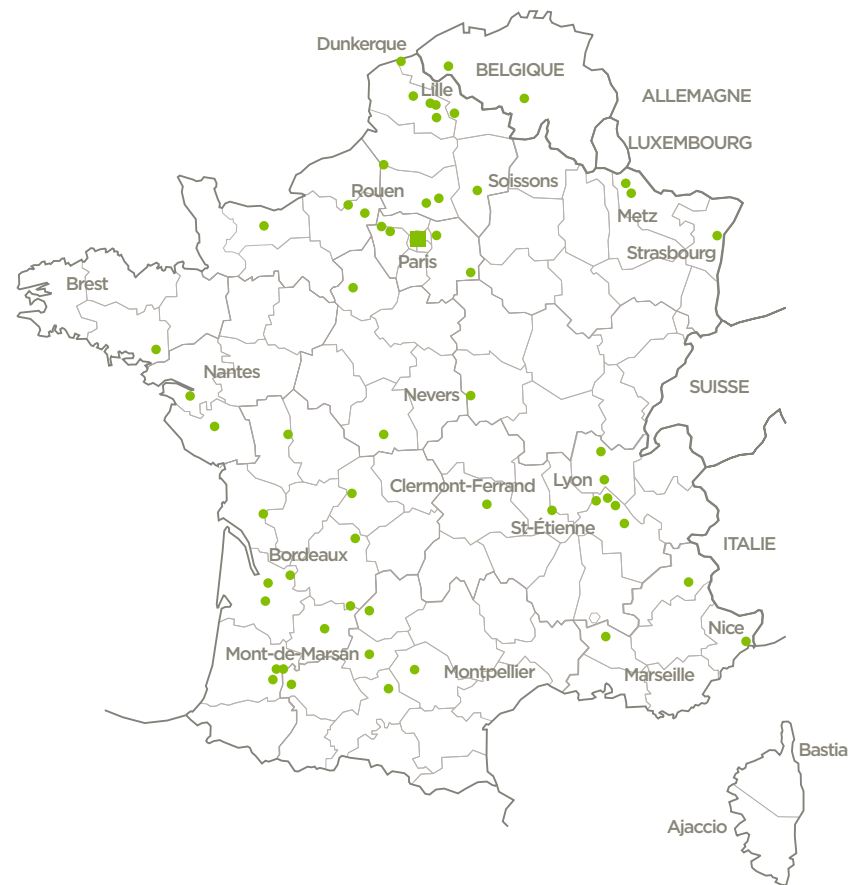 Dunkerque
BELGIQUE
Lille
ALLEMAGNE
LUXEMBOURG
Soissons
Rouen
Metz
Strasbourg
Paris
Brest
Nantes
Nevers
SUISSE
Clermont-Ferrand
Lyon
St-Étienne
ITALIE
Bordeaux
Nice
Mont-de-Marsan
Montpellier
Marseille
Bastia
Ajaccio